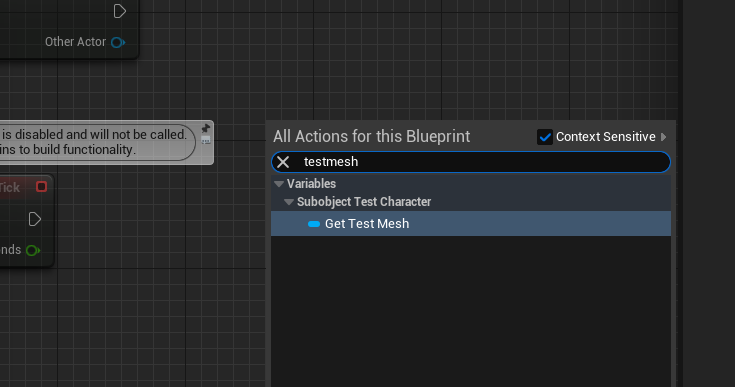 Other Actor
is disabled and will not be called.
ins to build functionality.
Tick
nds
All Actions for this Blueprint
Context Sensitive
testmesh
Variables
Subobject Test Character
Get Test Mesh